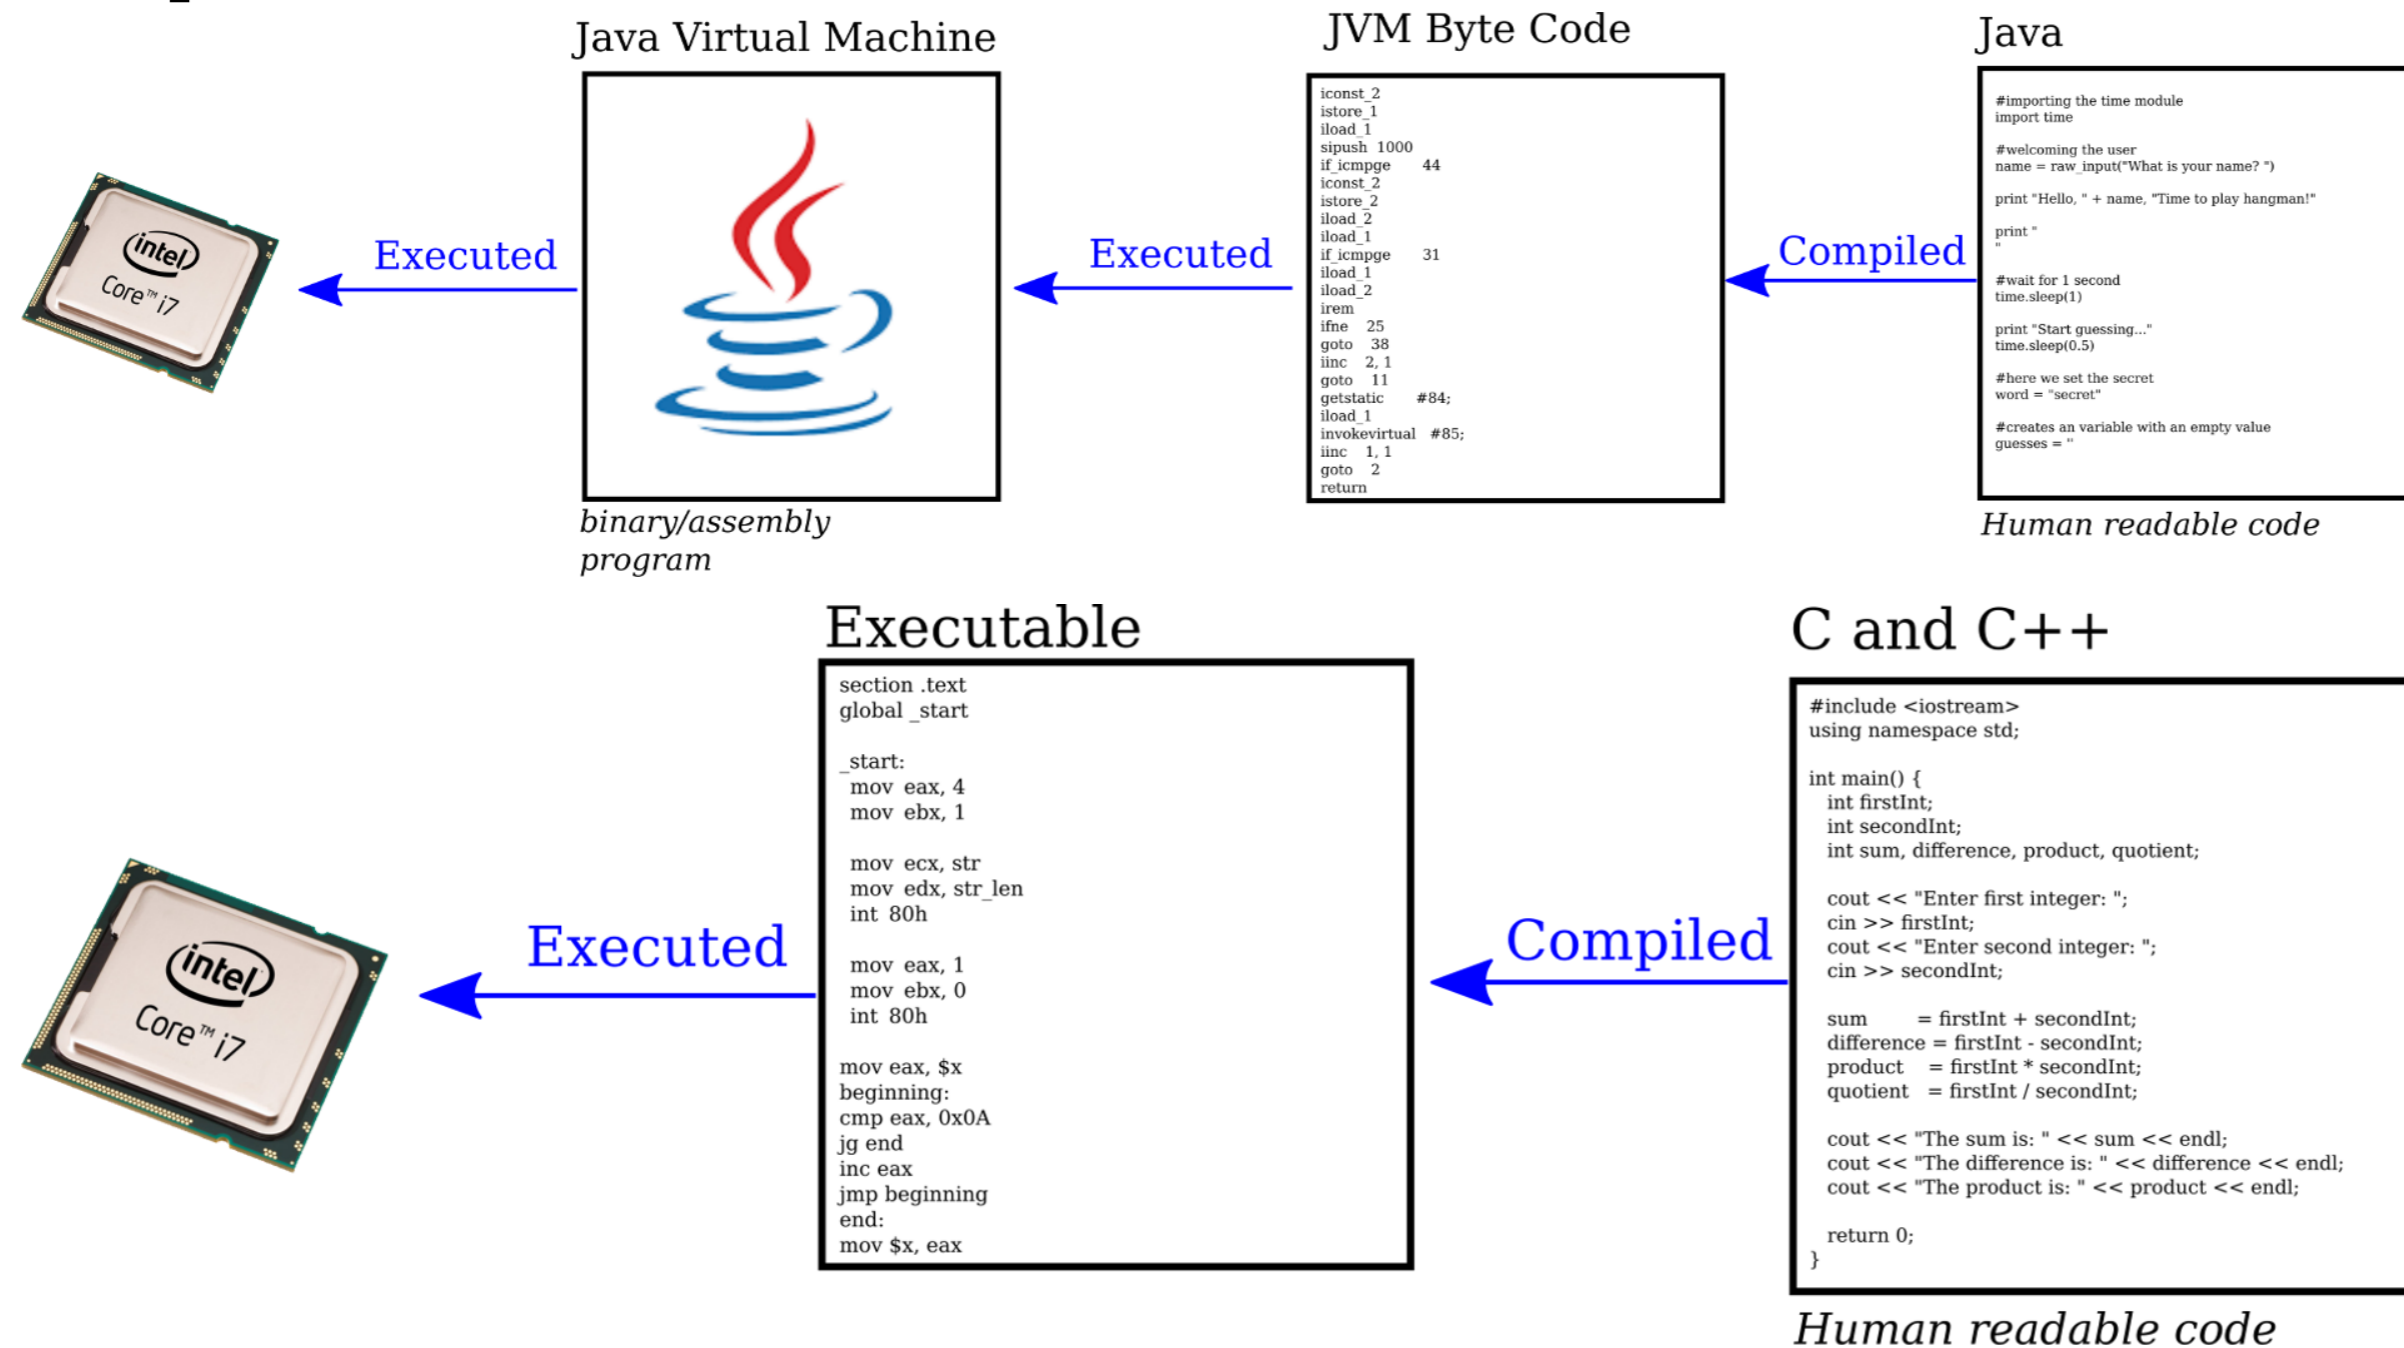 Java Virtual Machine
JVM Byte Code
Java
intel
Core™ i7
Executed
binary/assembly
program
Executed
iconst_2
istore_1
iload_1
sipush 1000
if_icmpge 44
iconst_2
istore_2
iload_2
iload_1
if_icmpge 31
iload_1
iload_2
irem
ifne 25
goto 38
iinc 2, 1
goto 11
getstatic #84;
iload_1
invokevirtual #85;
iinc 1, 1
goto 2
return
Compiled
#importing the time module
import time
#welcoming the user
name = raw_input("What is your name? ")
print "Hello, " + name, "Time to play hangman!"
print "
"
#wait for 1 second
time.sleep(1)
print "Start guessing..."
time.sleep(0.5)
#here we set the secret
word = "secret"
#creates an variable with an empty value
guesses = ''
Human readable code
Executable
C and C++
intel
Core™ i7
Executed
section .text
global _start
_start:
mov eax, 4
mov ebx, 1
mov ecx, str
mov edx, str_len
int 80h
mov eax, 1
mov ebx, 0
int 80h
mov eax, $x
beginning:
cmp eax, 0x0A
jg end
inc eax
jmp beginning
end:
mov $x, eax
Compiled
#include <iostream>
using namespace std;
int main() {
int firstInt;
int secondInt;
int sum, difference, product, quotient;
cout << "Enter first integer: ";
cin >> firstInt;
cout << "Enter second integer: ";
cin >> secondInt;
sum = firstInt + secondInt;
difference = firstInt - secondInt;
product = firstInt * secondInt;
quotient = firstInt / secondInt;
cout << "The sum is: " << sum << endl;
cout << "The difference is: " << difference << endl;
cout << "The product is: " << product << endl;
return 0;
}
Human readable code